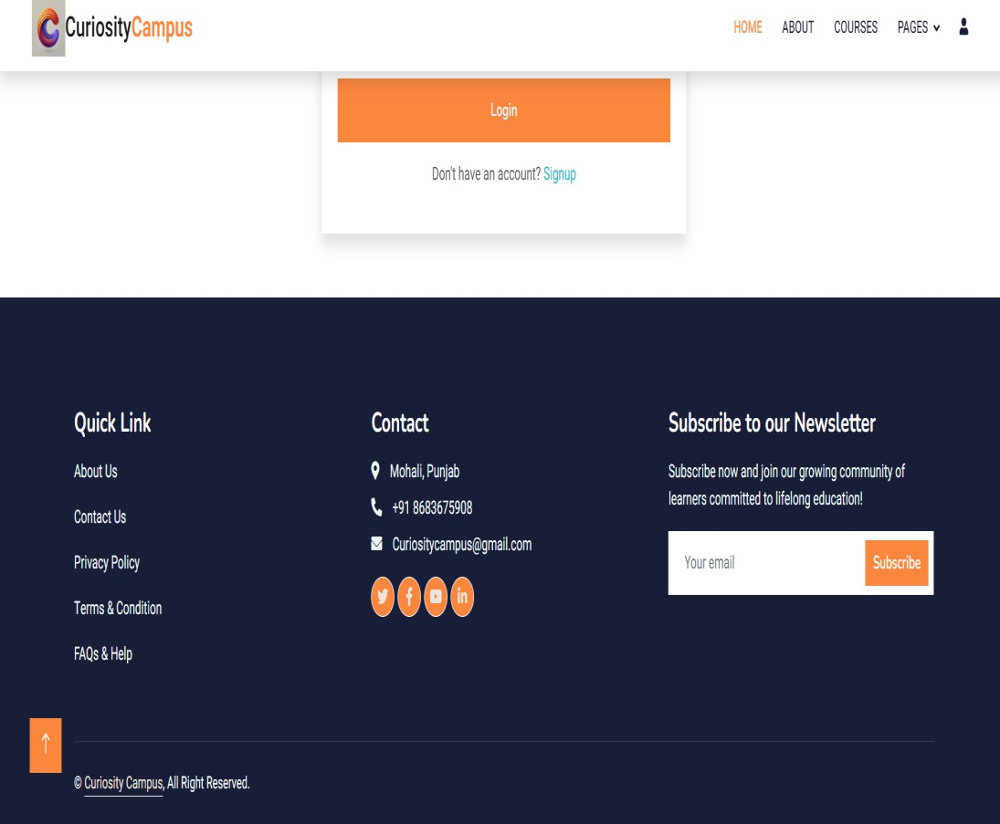 CuriosityCampus
HOME ABOUT COURSES PAGES
Login
Don't have an account? Signup
Quick Link
About Us
Contact Us
Privacy Policy
Terms & Condition
FAQs & Help
Contact
Mohali, Punjab
+91 8683675908
Curiositycampus@gmail.com
Subscribe to our Newsletter
Subscribe now and join our growing community of
learners committed to lifelong education!
Your email Subscribe
© Curiosity Campus, All Right Reserved.